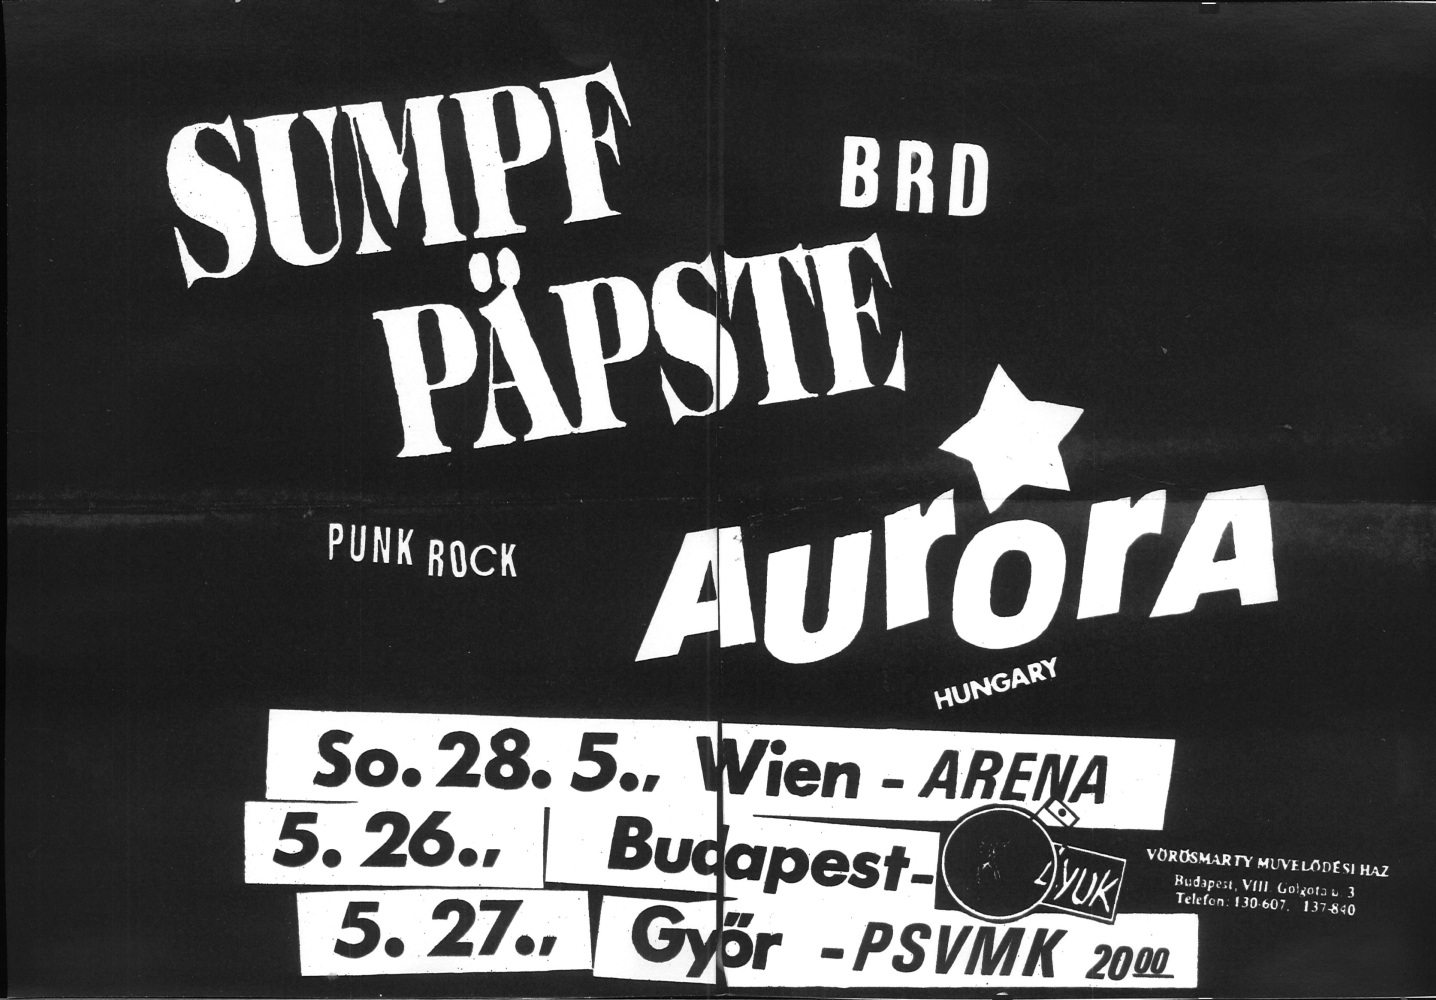 SUMPF
BRD
PÄPSTE
PUNK ROCK
AurorA
HUNGARY
So. 28. 5., Wien - ARENA
5. 26., Budapest-
VÖRÖSMARTY MŰVELŐDÉSI HÁZ
Budapest, VIII. Golgota u. 3
Telefon: 130-607, 137-840
5. 27., Győr - PSVMK 20 00